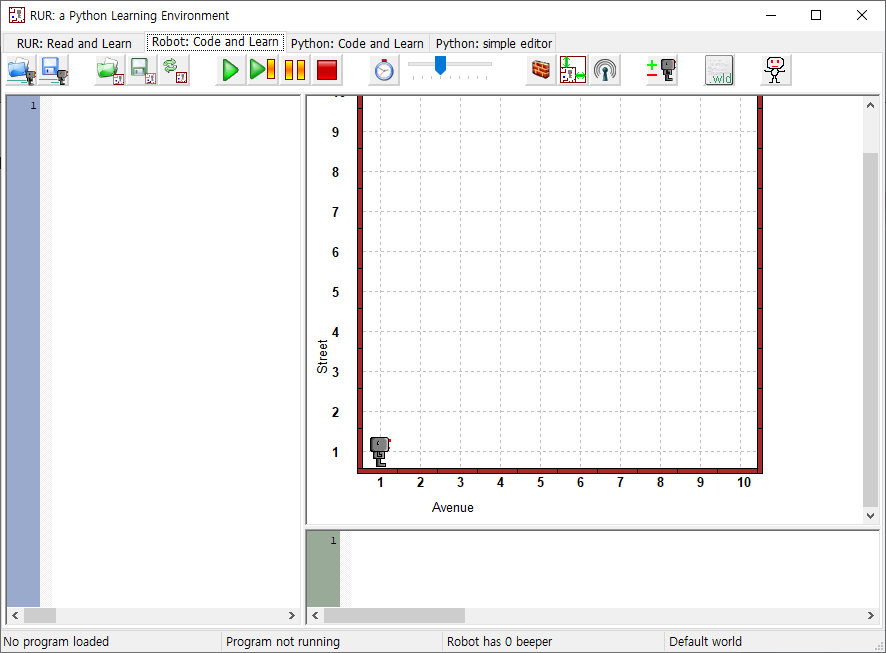 RUR: a Python Learning Environment
RUR: Read and Learn Robot: Code and Learn Python: Code and Learn Python: simple editor
.wld
1
9
8
7
6
5
4
Street
3
2
1
1 2 3 4 5 6 7 8 9 10
Avenue
1
No program loaded Program not running Robot has 0 beeper Default world